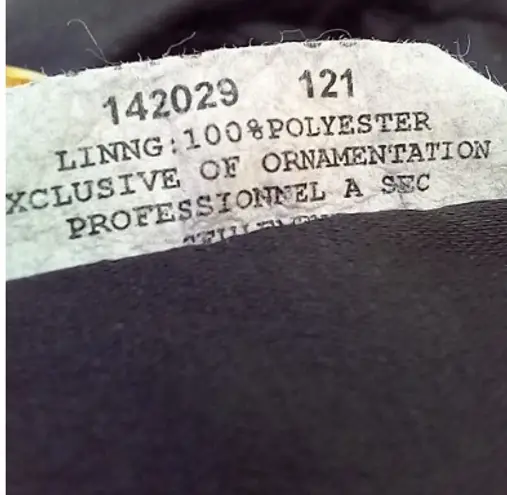 142029 121
LINNG:100%POLYESTER
XCLUSIVE OF ORNAMENTATION
PROFESSIONNEL A SEC